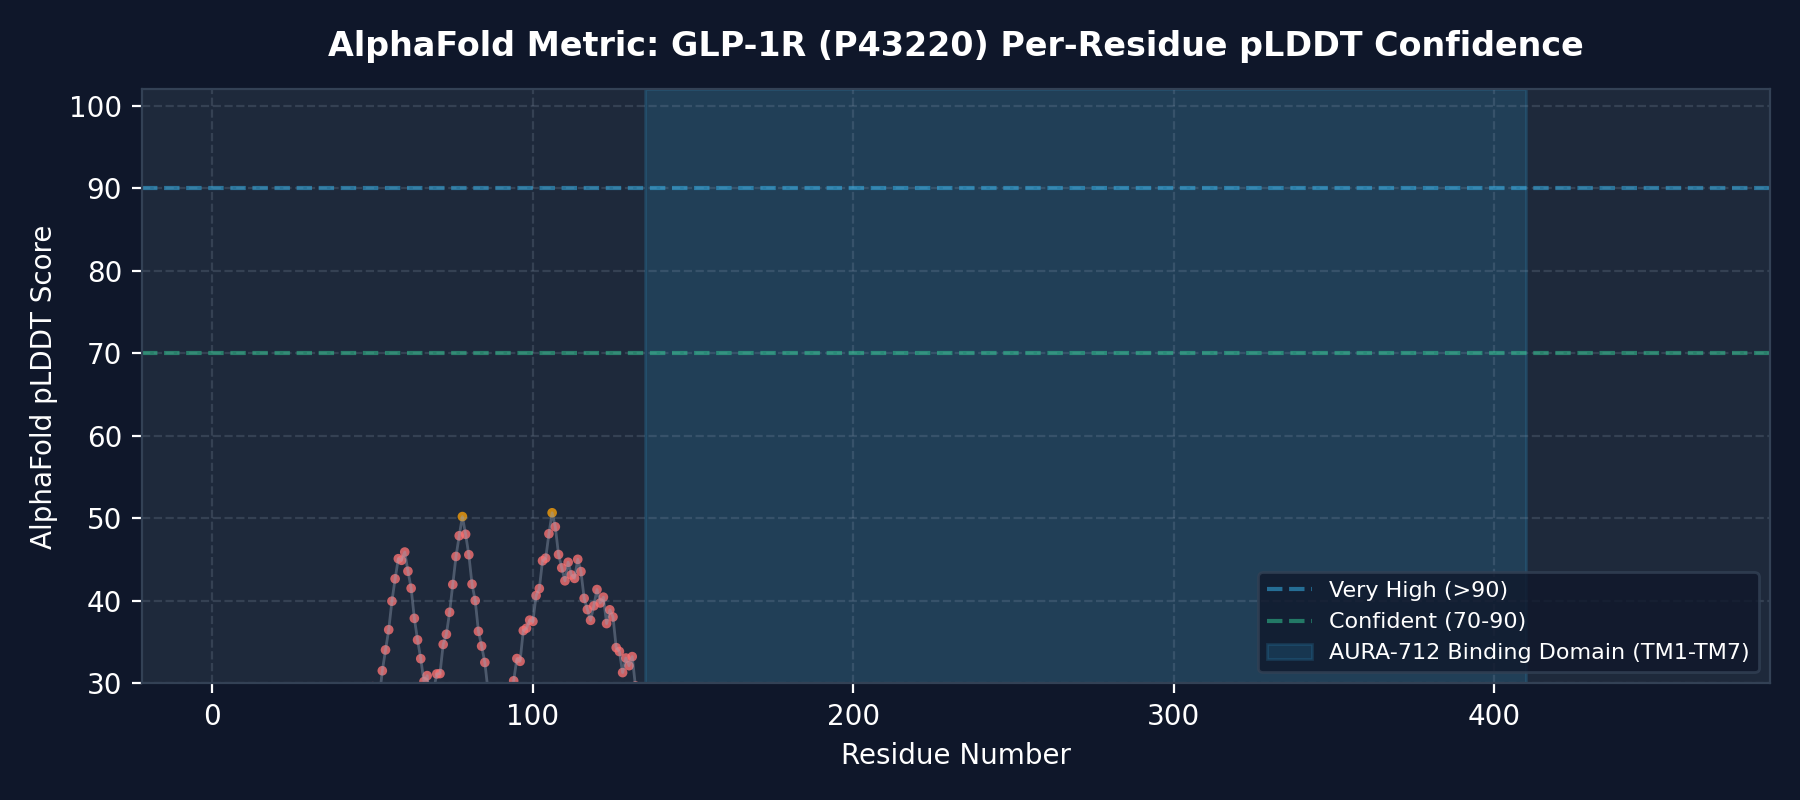 AlphaFold Metric: GLP-1R (P43220) Per-Residue pLDDT Confidence
AlphaFold pLDDT Score
100
90
80
70
60
50
40
30
0
100
200
300
400
Residue Number
Very High (>90)
Confident (70-90)
AURA-712 Binding Domain (TM1-TM7)